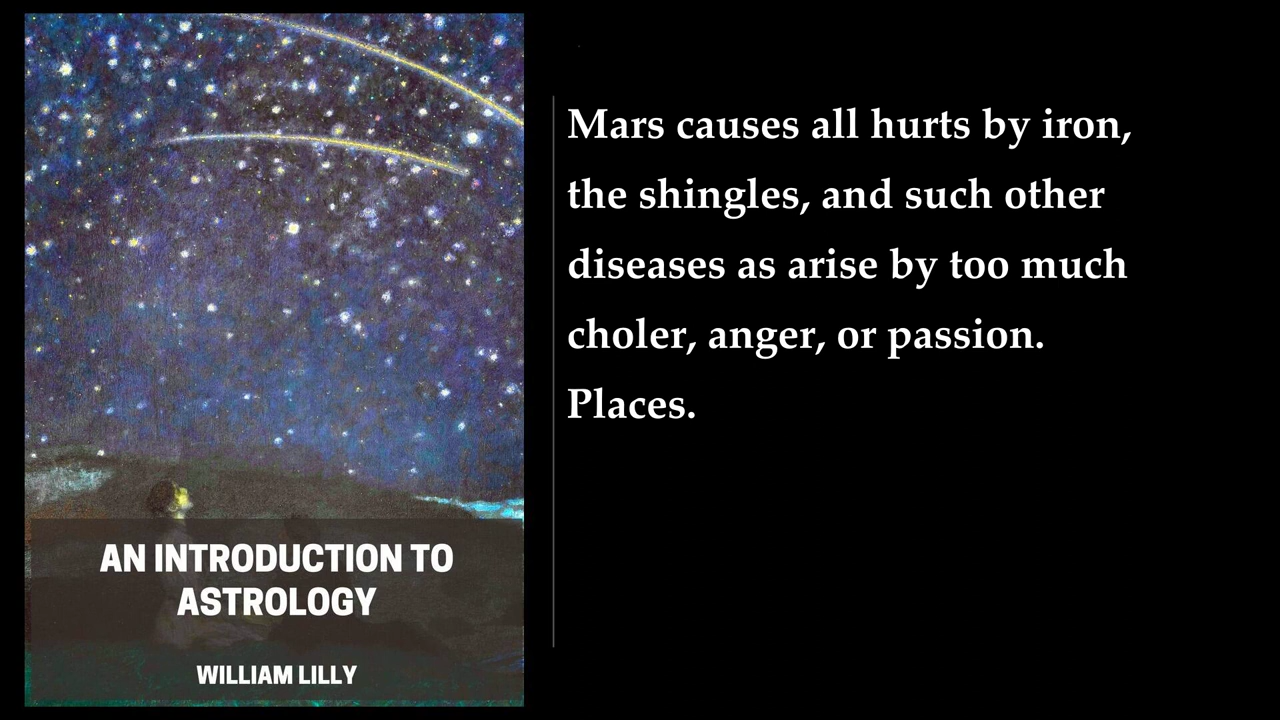 AN INTRODUCTION TO
ASTROLOGY
WILLIAM LILLY
Mars causes all hurts by iron,
the shingles, and such other
diseases as arise by too much
choler, anger, or passion.
Places.